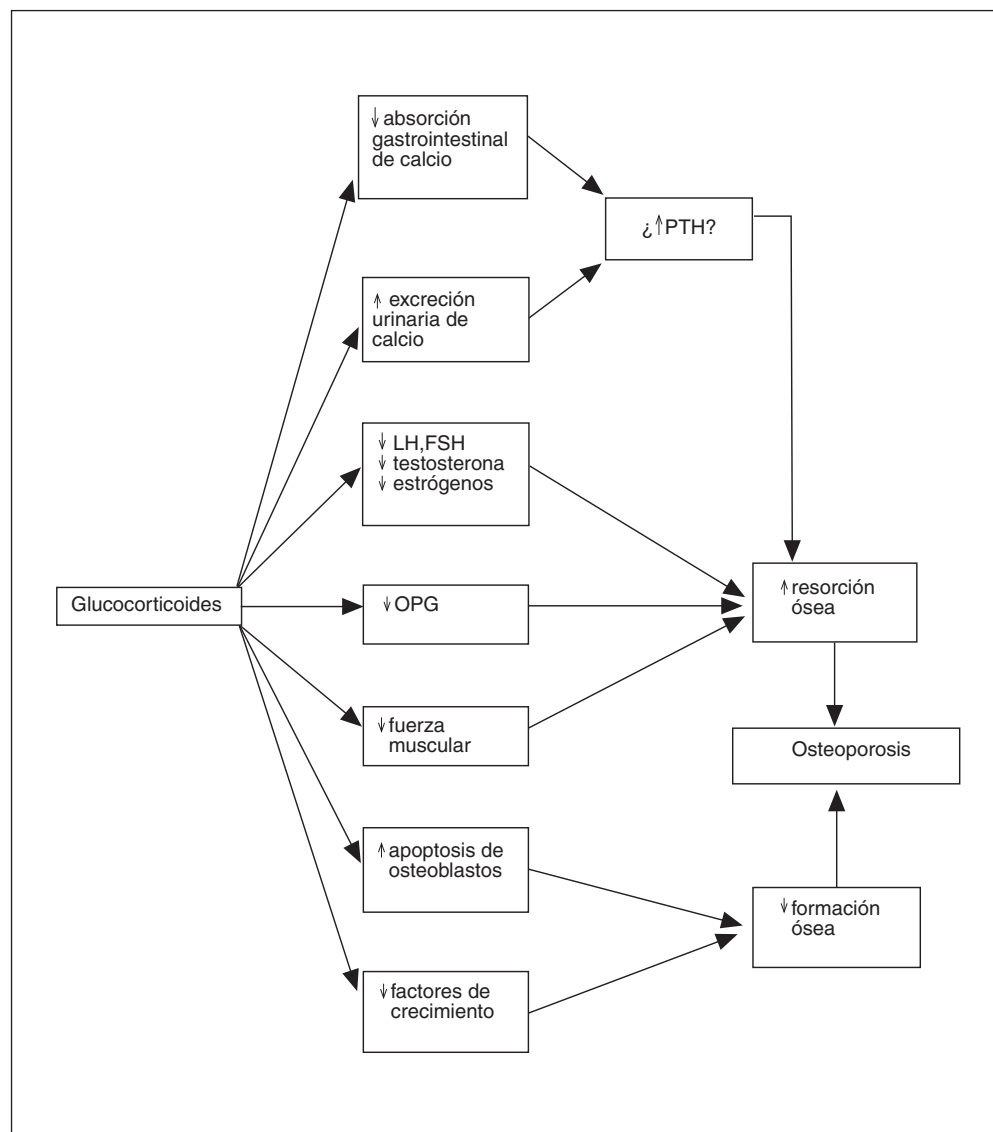 ↓ absorción
gastrointestinal
de calcio
¿↑PTH?
↑ excreción
urinaria de
calcio
↓ LH,FSH
↓ testosterona
↓ estrógenos
Glucocorticoides
↓ OPG
↑ resorción
ósea
↓ fuerza
muscular
Osteoporosis
↑ apoptosis de
osteoblastos
↓ formación
ósea
↓ factores de
crecimiento